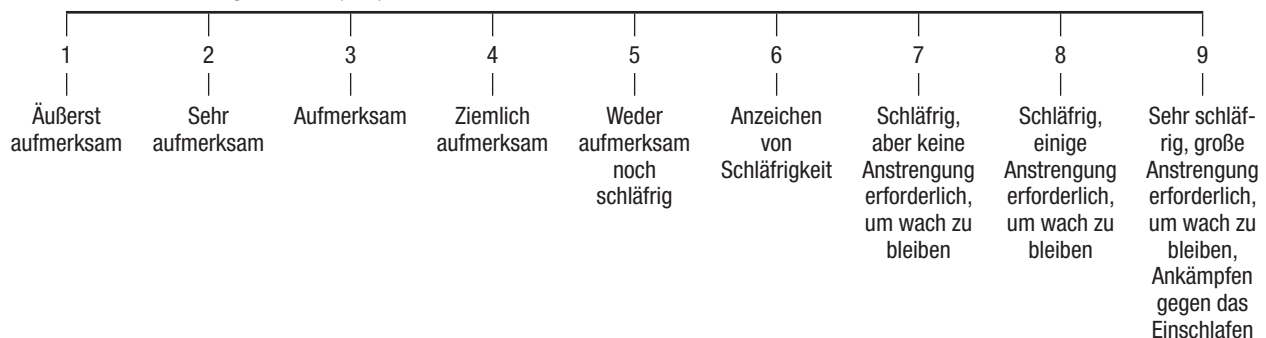 1 2 3 4 5 6 7 8 9
Äußerst Sehr Aufmerksam Ziemlich Weder Anzeichen Schläfrig, Schläfrig, Sehr schläf-
aufmerksam aufmerksam aufmerksam aufmerksam von aber keine einige rig, große
noch Schläfrigkeit Anstrengung Anstrengung Anstrengung
schläfrig erforderlich, erforderlich, erforderlich,
um wach zu um wach zu um wach zu
bleiben bleiben bleiben,
Ankämpfen
gegen das
Einschlafen